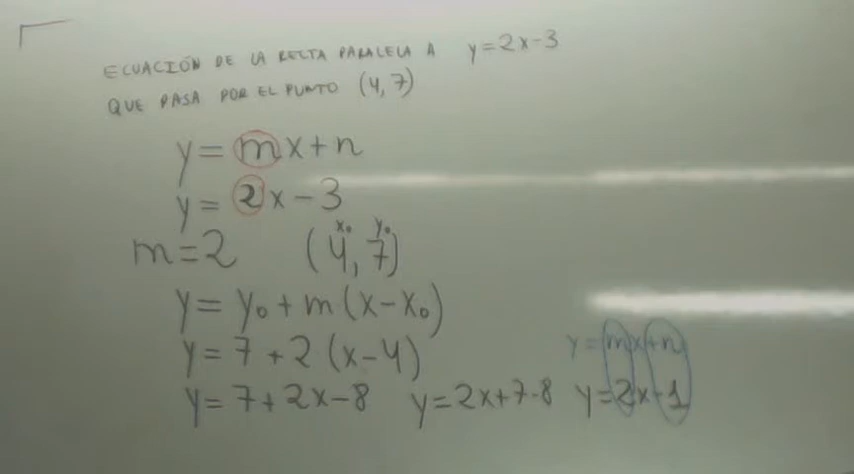 ECUACIÓN DE LA RECTA PARALELA A y=2x-3
QUE PASA POR EL PUNTO (4,7)
y= mx+n
y= 2x-3
x₀ y₀
m=2 (4,7)
y= y₀+m(x-x₀)
y= 7+2(x-4)
y=mx+n
y= 7+2x-8 y=2x+7-8 y=2x-1